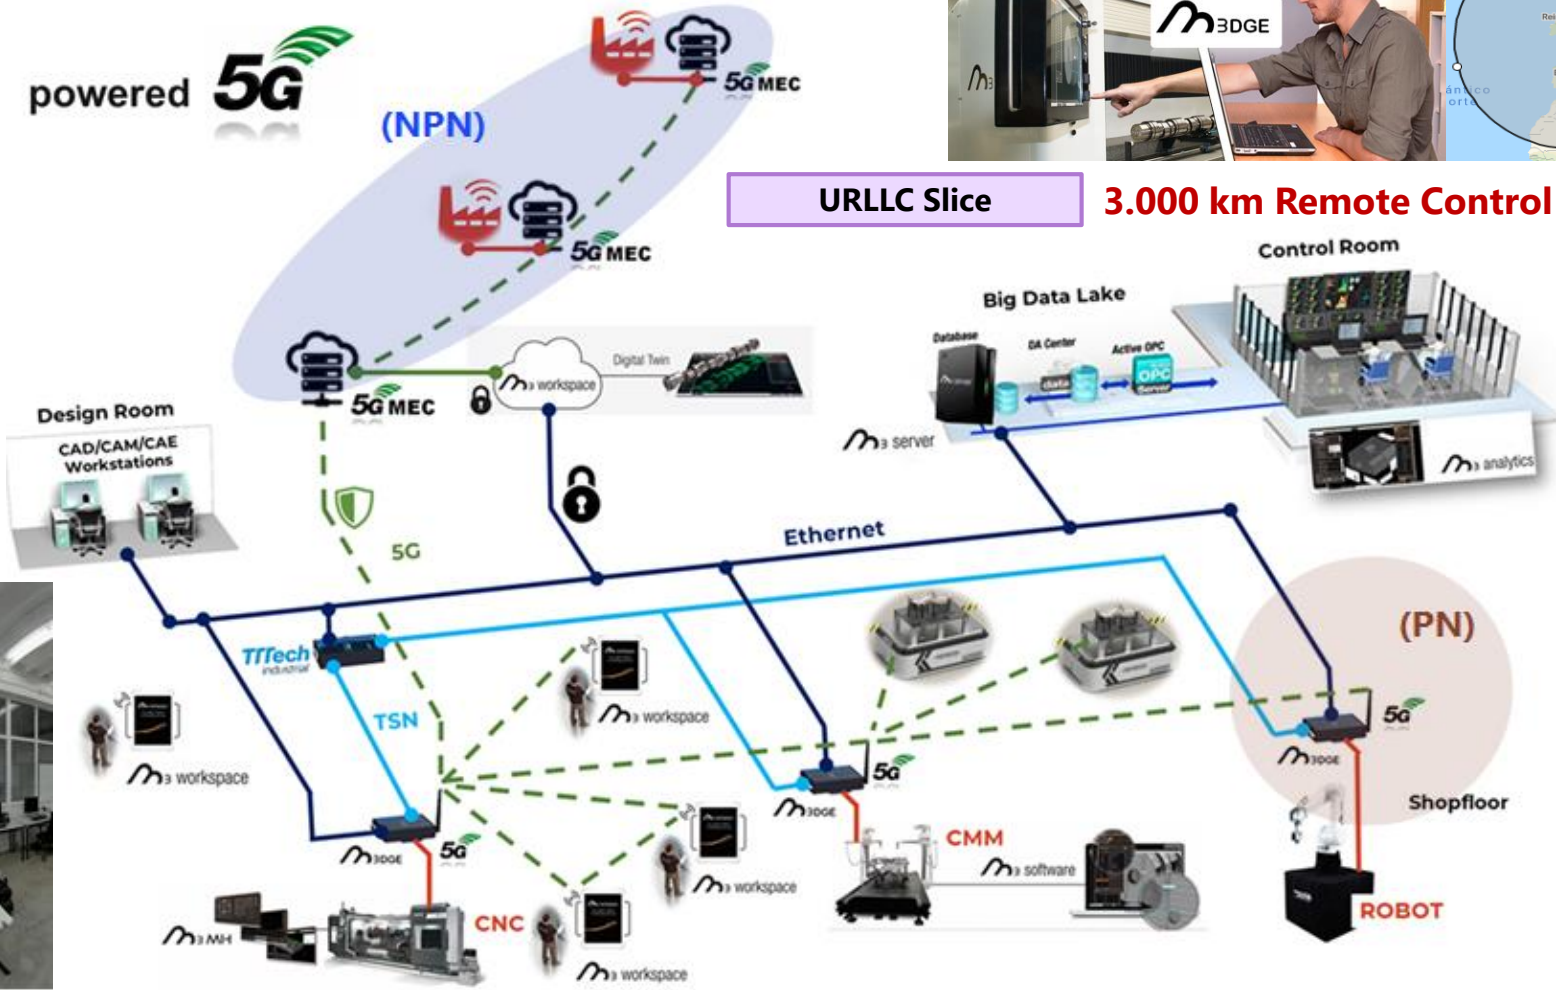 powered 5G
(NPN)
5G MEC
5G MEC
5G MEC
3DGE
URLLC Slice
3.000 km Remote Control
Control Room
Big Data Lake
Database
DA Center
Active OPC
data
OPC
Server
server
analytics
Digital Twin
workspace
Design Room
CAD/CAM/CAE
Workstations
5G
Ethernet
TTTech
industrial
TSN
workspace
workspace
workspace
workspace
(PN)
5G
5G
5G
3DGE
3DGE
3DGE
Shopfloor
CMM
software
CNC
MH
ROBOT